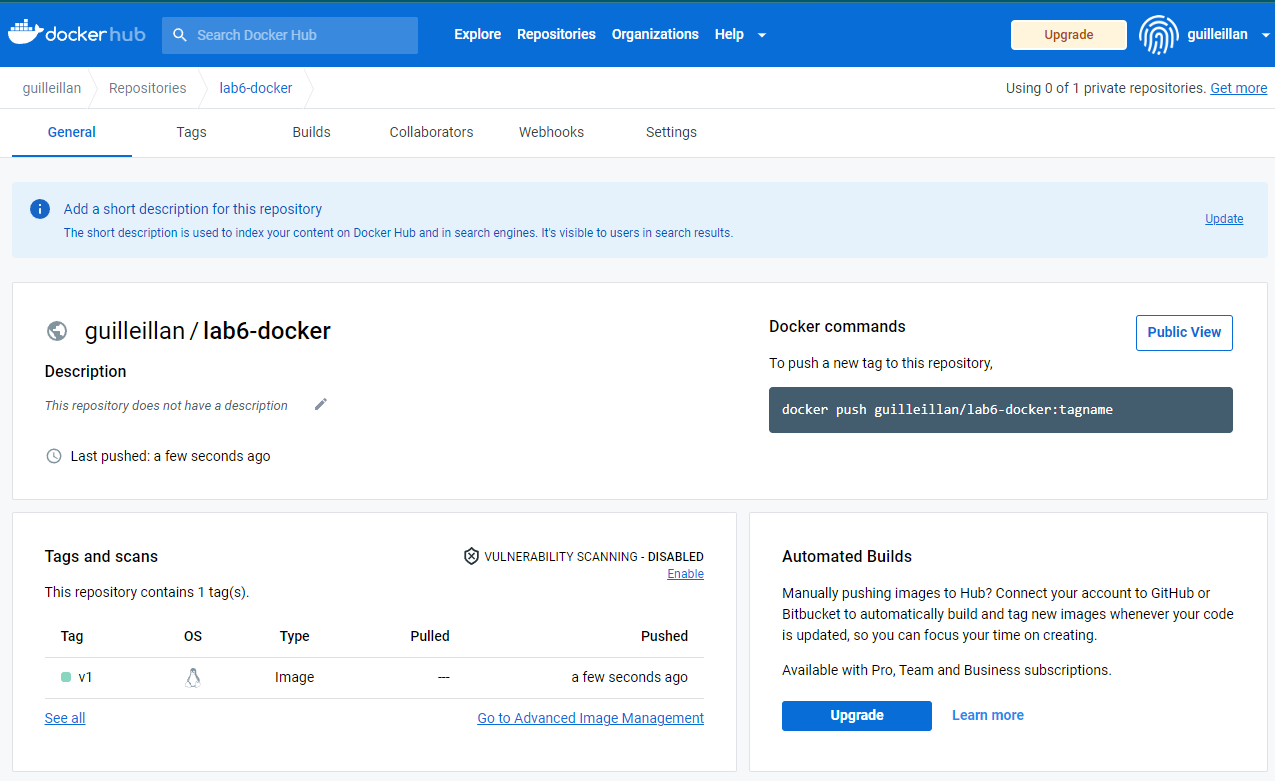 dockerhub
Search Docker Hub
Explore Repositories Organizations Help
Upgrade
guilleillan
guilleillan Repositories lab6-docker
Using 0 of 1 private repositories. Get more
General Tags Builds Collaborators Webhooks Settings
Add a short description for this repository
The short description is used to index your content on Docker Hub and in search engines. It's visible to users in search results.
Update
guilleillan / lab6-docker
Description
This repository does not have a description
Last pushed: a few seconds ago
Docker commands
Public View
To push a new tag to this repository,
docker push guilleillan/lab6-docker:tagname
Tags and scans
VULNERABILITY SCANNING - DISABLED
Enable
This repository contains 1 tag(s).
Tag OS Type Pulled Pushed
v1 Image --- a few seconds ago
See all
Go to Advanced Image Management
Automated Builds
Manually pushing images to Hub? Connect your account to GitHub or
Bitbucket to automatically build and tag new images whenever your code
is updated, so you can focus your time on creating.
Available with Pro, Team and Business subscriptions.
Upgrade
Learn more